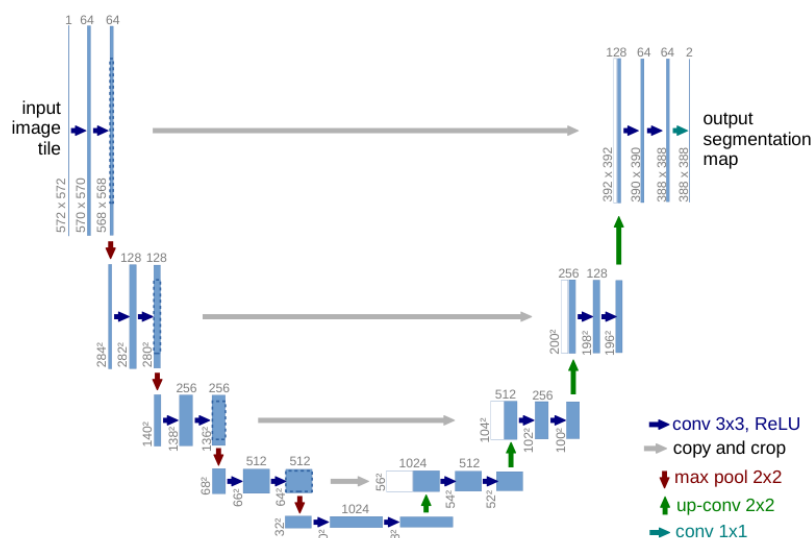 1 64 64
128 64 64 2
input
image
tile
output
segmentation
map
572 x 572
570 x 570
568 x 568
392 x 392
390 x 390
388 x 388
388 x 388
128 128
256 128
284²
282²
280²
200²
198²
196²
256 256
512 256
140²
138²
136²
104²
102²
100²
512 512
1024 512
68²
66²
64²
56²
54²
52²
1024
32²
conv 3x3, ReLU
copy and crop
max pool 2x2
up-conv 2x2
conv 1x1